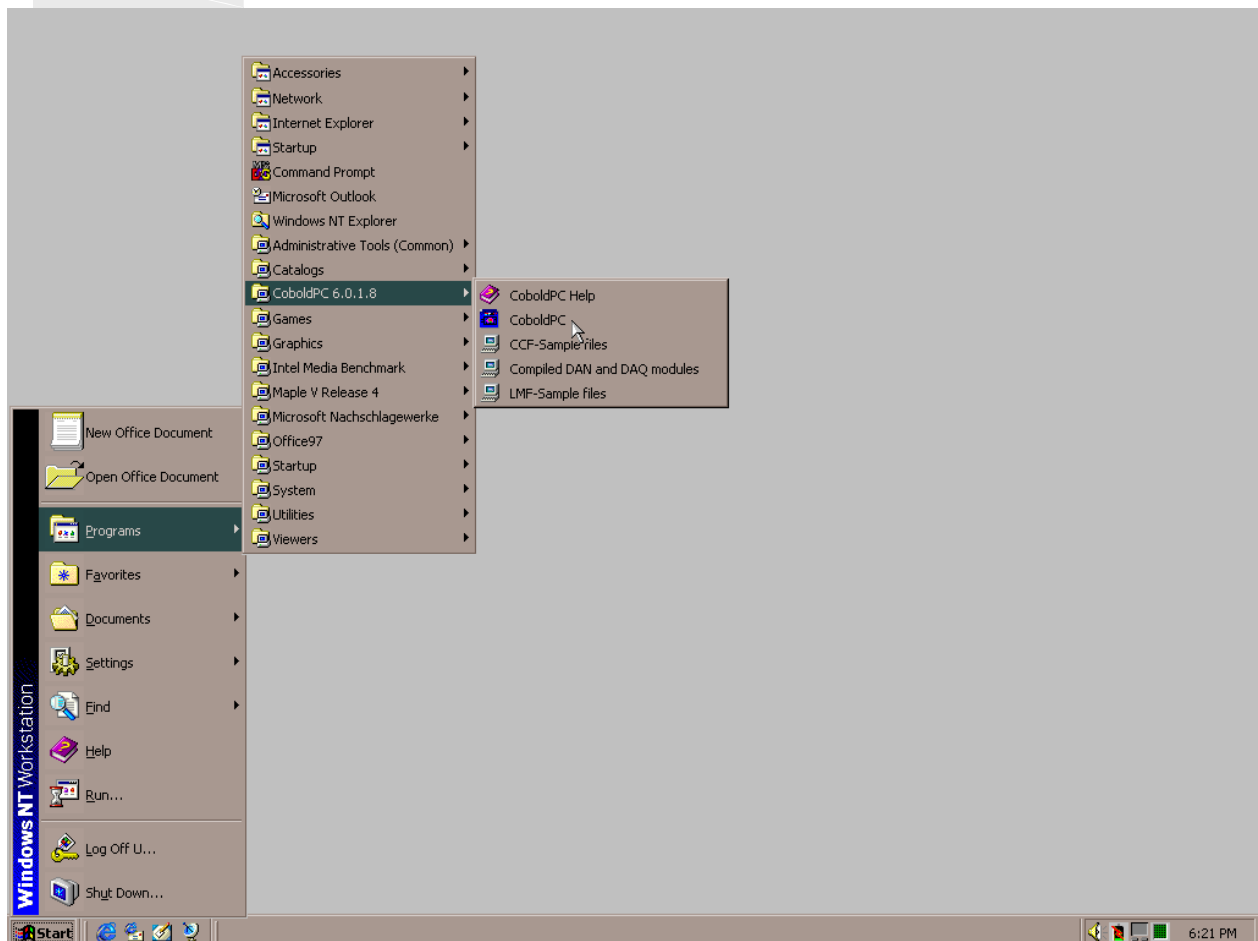 Accessories
Network
Internet Explorer
Startup
Command Prompt
Microsoft Outlook
Windows NT Explorer
Administrative Tools (Common)
Catalogs
CoboldPC 6.0.1.8
Games
Graphics
Intel Media Benchmark
Maple V Release 4
Microsoft Nachschlagewerke
Office97
Startup
System
Utilities
Viewers
CoboldPC Help
CoboldPC
CCF-Sample files
Compiled DAN and DAQ modules
LMF-Sample files
New Office Document
Open Office Document
Programs
Favorites
Documents
Settings
Find
Help
Run...
Log Off U...
Shut Down...
Windows NT Workstation
Start
6:21 PM